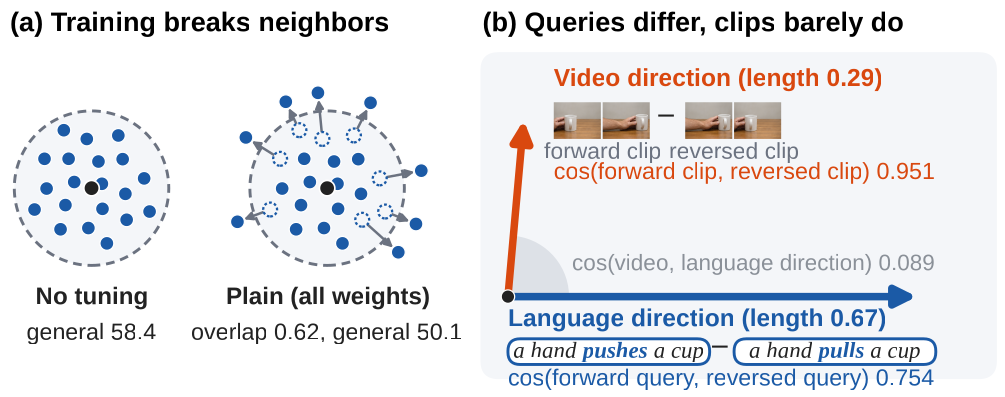 (a) Training breaks neighbors
No tuning
general 58.4
Plain (all weights)
overlap 0.62, general 50.1
(b) Queries differ, clips barely do
Video direction (length 0.29)
−
forward clip reversed clip
cos(forward clip, reversed clip) 0.951
cos(video, language direction) 0.089
Language direction (length 0.67)
a hand pushes a cup − a hand pulls a cup
cos(forward query, reversed query) 0.754